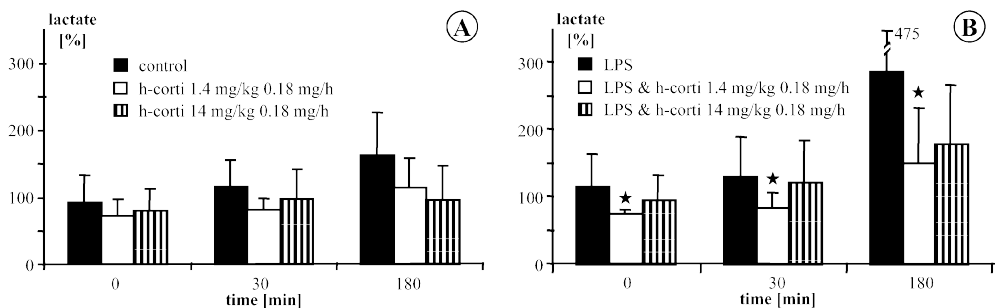 lactate
[%]
A
300
200
100
0
control
h-corti 1.4 mg/kg 0.18 mg/h
h-corti 14 mg/kg 0.18 mg/h
0
30
180
time [min]
lactate
[%]
B
475
300
200
100
0
LPS
LPS & h-corti 1.4 mg/kg 0.18 mg/h
LPS & h-corti 14 mg/kg 0.18 mg/h
0
30
180
time [min]